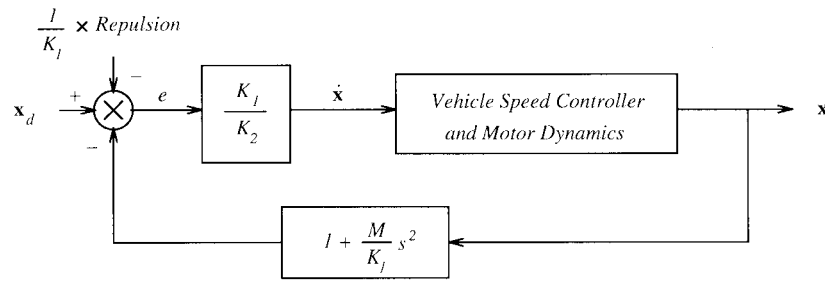 1/K₁ × Repulsion
−
x_d + e K₁/K₂ ẋ Vehicle Speed Controller x
− and Motor Dynamics
1 + M/K₁ s²